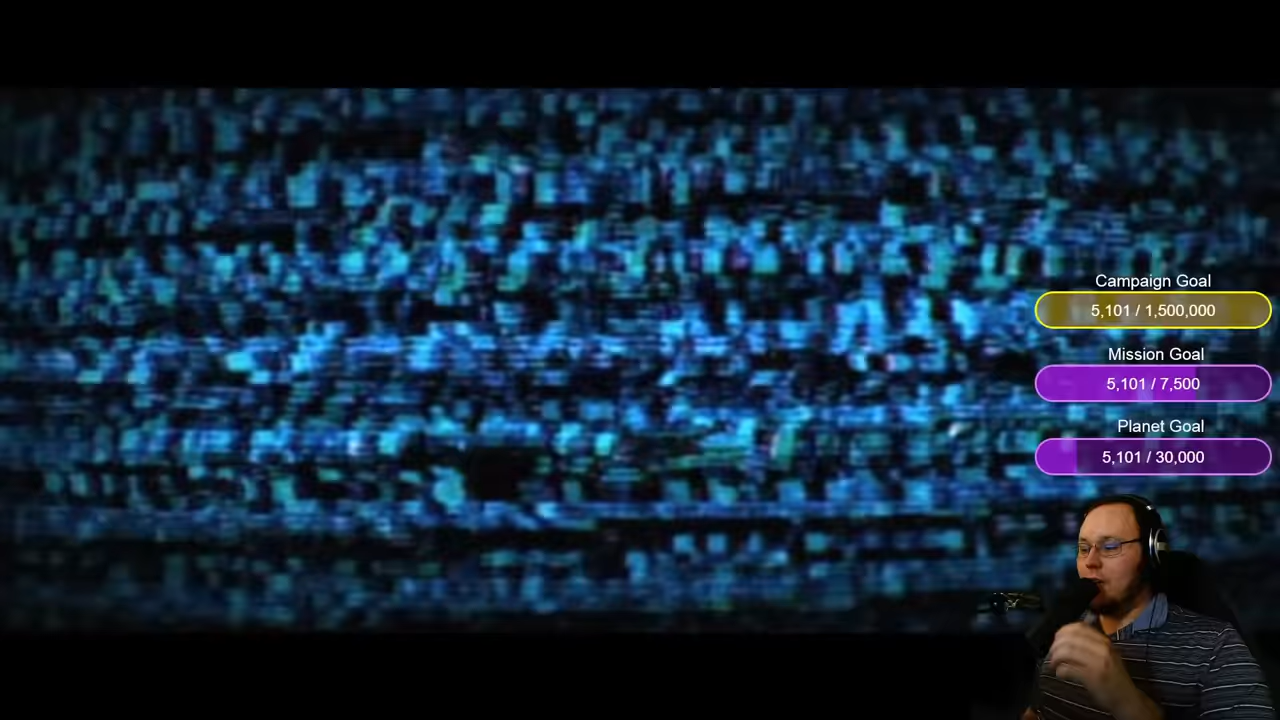 Campaign Goal
5,101 / 1,500,000
Mission Goal
5,101 / 7,500
Planet Goal
5,101 / 30,000